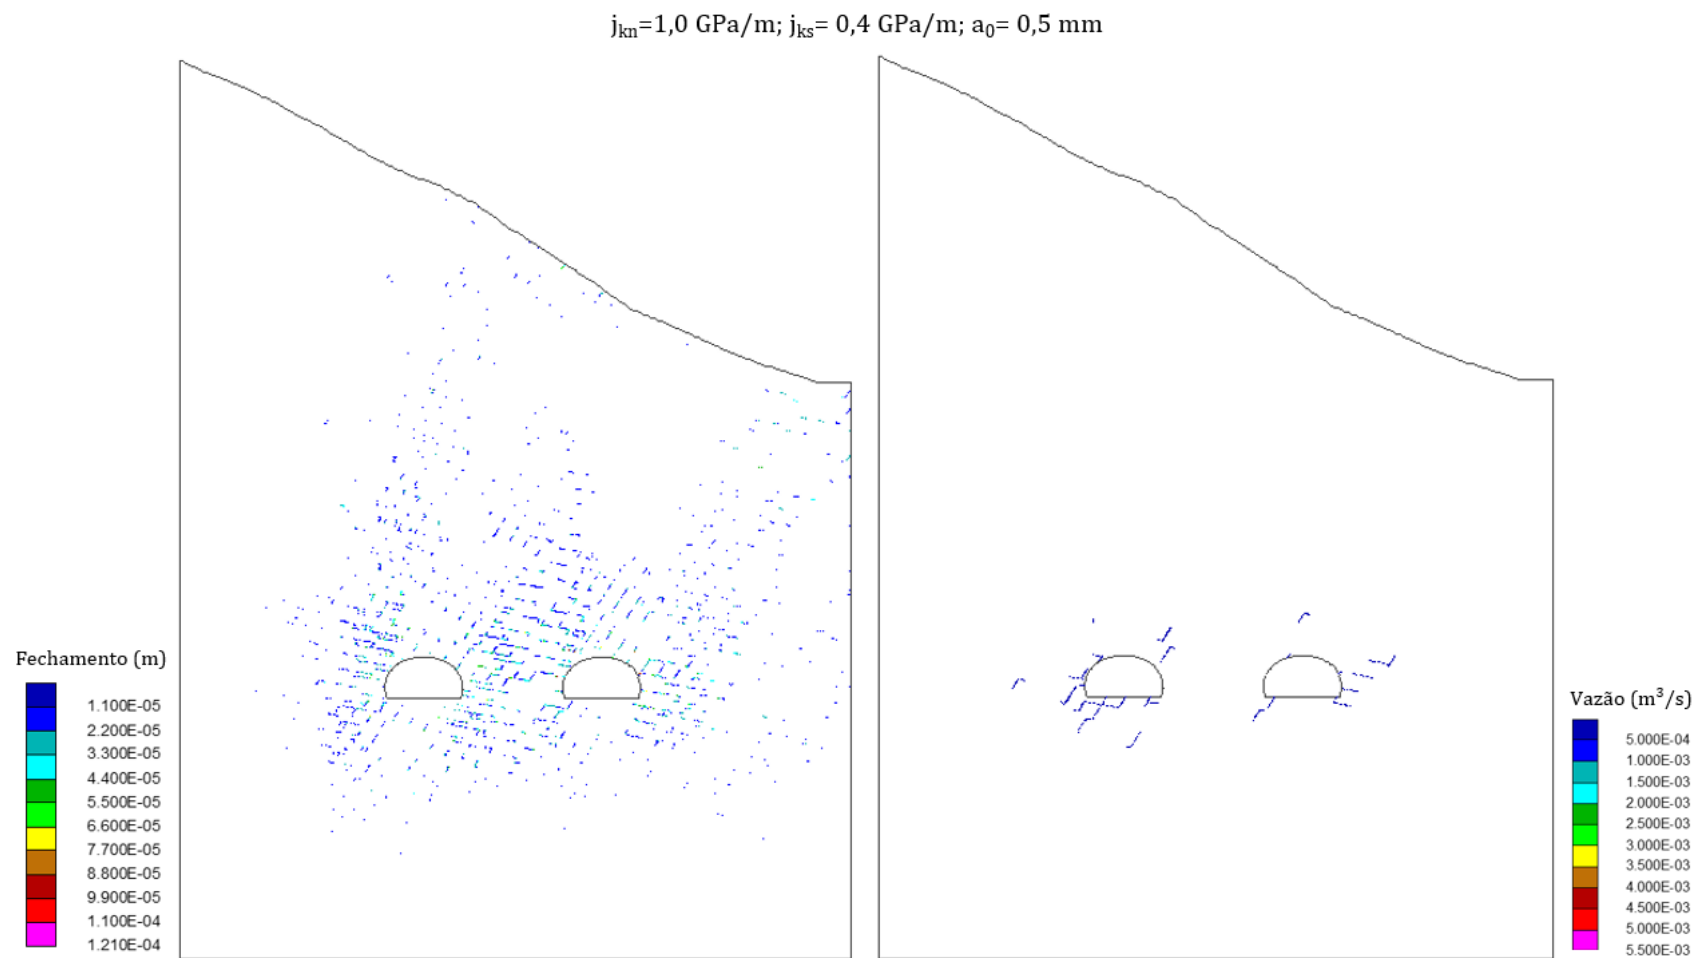 jkn=1,0 GPa/m; jks= 0,4 GPa/m; a0= 0,5 mm
Fechamento (m)
1.100E-05
2.200E-05
3.300E-05
4.400E-05
5.500E-05
6.600E-05
7.700E-05
8.800E-05
9.900E-05
1.100E-04
1.210E-04
Vazão (m³/s)
5.000E-04
1.000E-03
1.500E-03
2.000E-03
2.500E-03
3.000E-03
3.500E-03
4.000E-03
4.500E-03
5.000E-03
5.500E-03